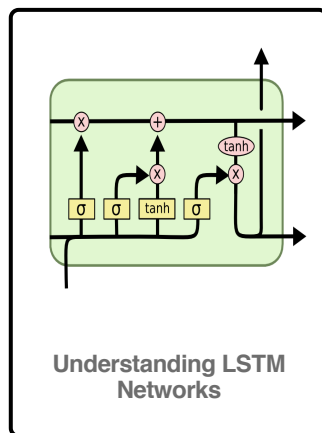 x +
tanh
x x
σ σ tanh σ
Understanding LSTM
Networks